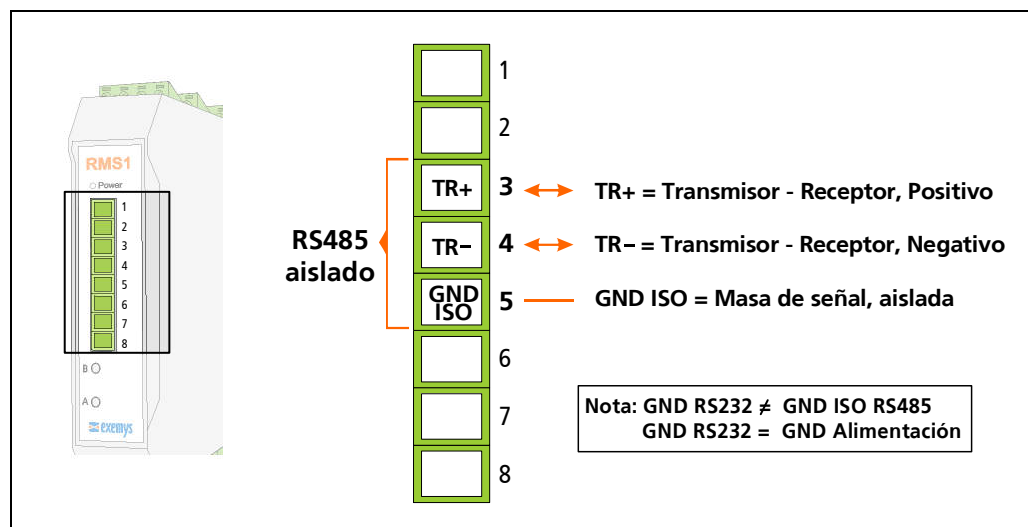 RMS1
Power
1
2
3
4
5
6
7
8
B
A
exemys
RS485
aislado
1
2
TR+ 3 TR+ = Transmisor - Receptor, Positivo
TR− 4 TR− = Transmisor - Receptor, Negativo
GND
ISO
5 GND ISO = Masa de señal, aislada
6
7
8
Nota: GND RS232 ≠ GND ISO RS485
GND RS232 = GND Alimentación